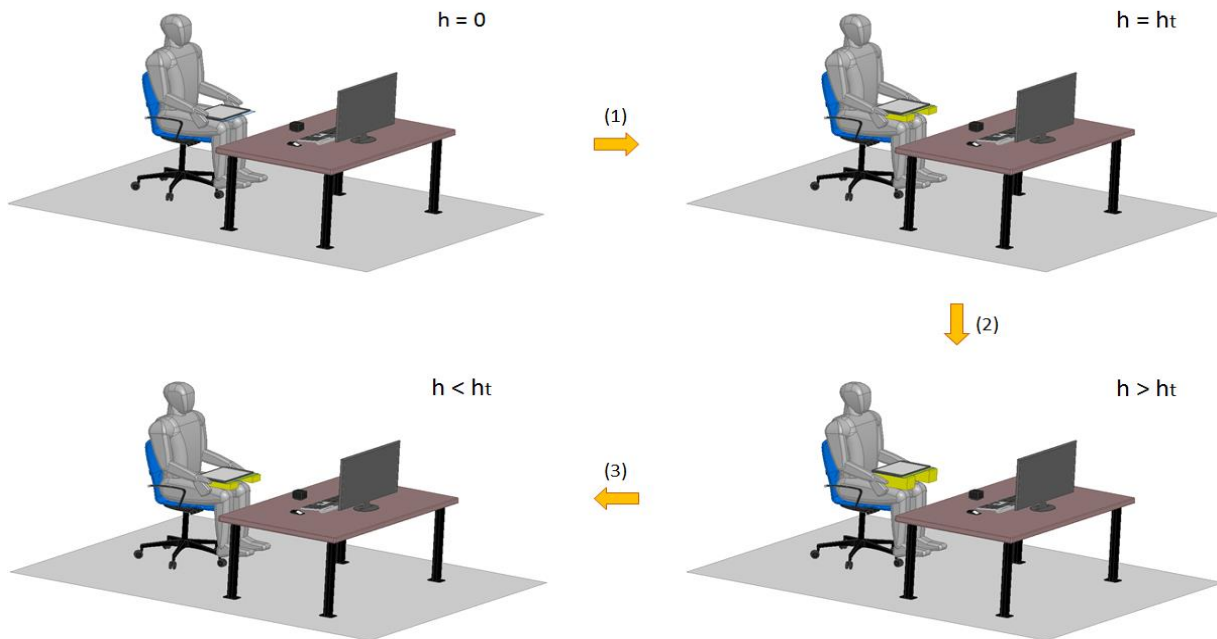 h = 0
h = ht
(1)
(2)
h < ht
h > ht
(3)